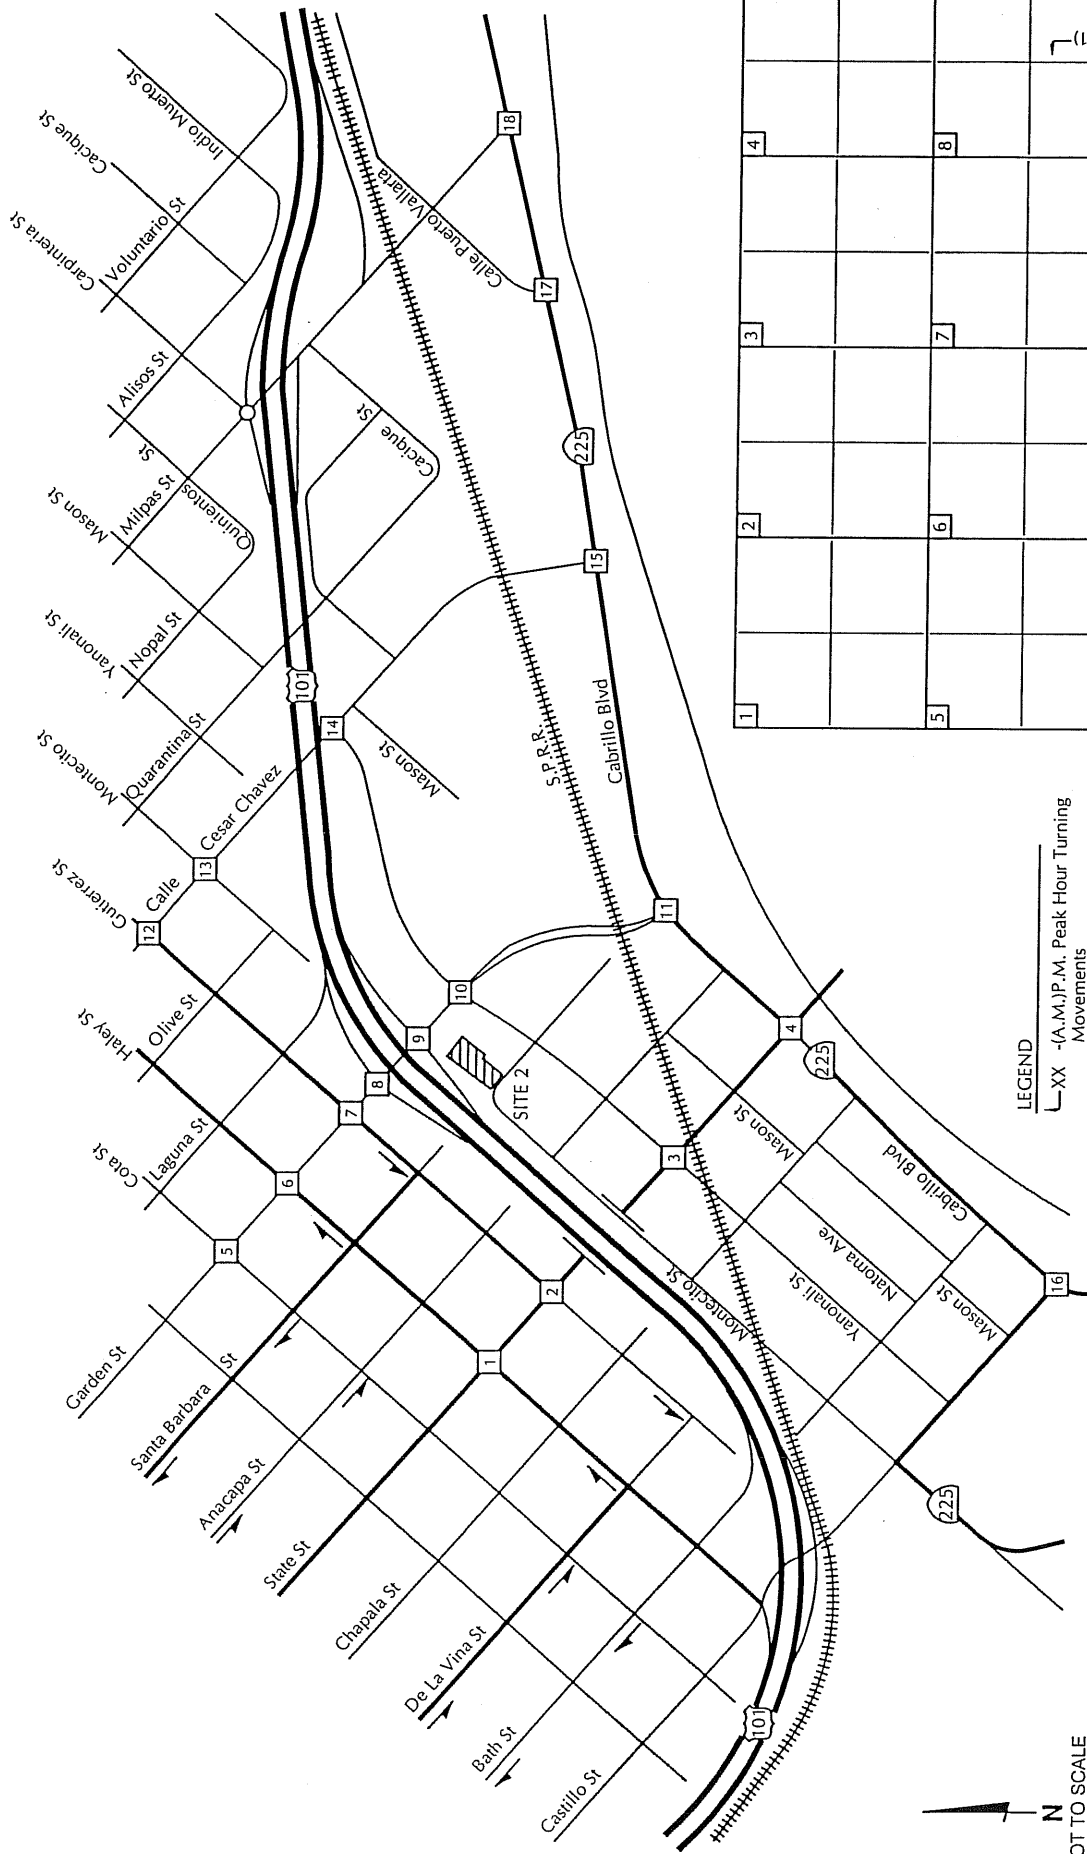 Indio Muerto St
Cacique St
Carpinteria St
Voluntario St
Alisos St
Milpas St
Quinientos St
Mason St
Yanonali St
Nopal St
Montecito St
Quarantina St
Gutierrez St
Calle Cesar Chavez
Haley St
Olive St
Cota St
Laguna St
Garden St
Santa Barbara St
Anacapa St
State St
Chapala St
De La Vina St
Bath St
Castillo St
Cacique St
Calle Puerto Vallarta
Mason St
S.P.R.R.
Cabrillo Blvd
SITE 2
Montecito St
Mason St
Yanonali St
Natoma Ave
Mason St
Cabrillo Blvd
101
101
225
225
225
1
2
3
4
5
6
7
8
9
10
11
12
13
14
15
16
17
18
N
OT TO SCALE
LEGEND
XX -(A.M.)P.M. Peak Hour Turning
Movements
1
2
3
4
5
6
7
8